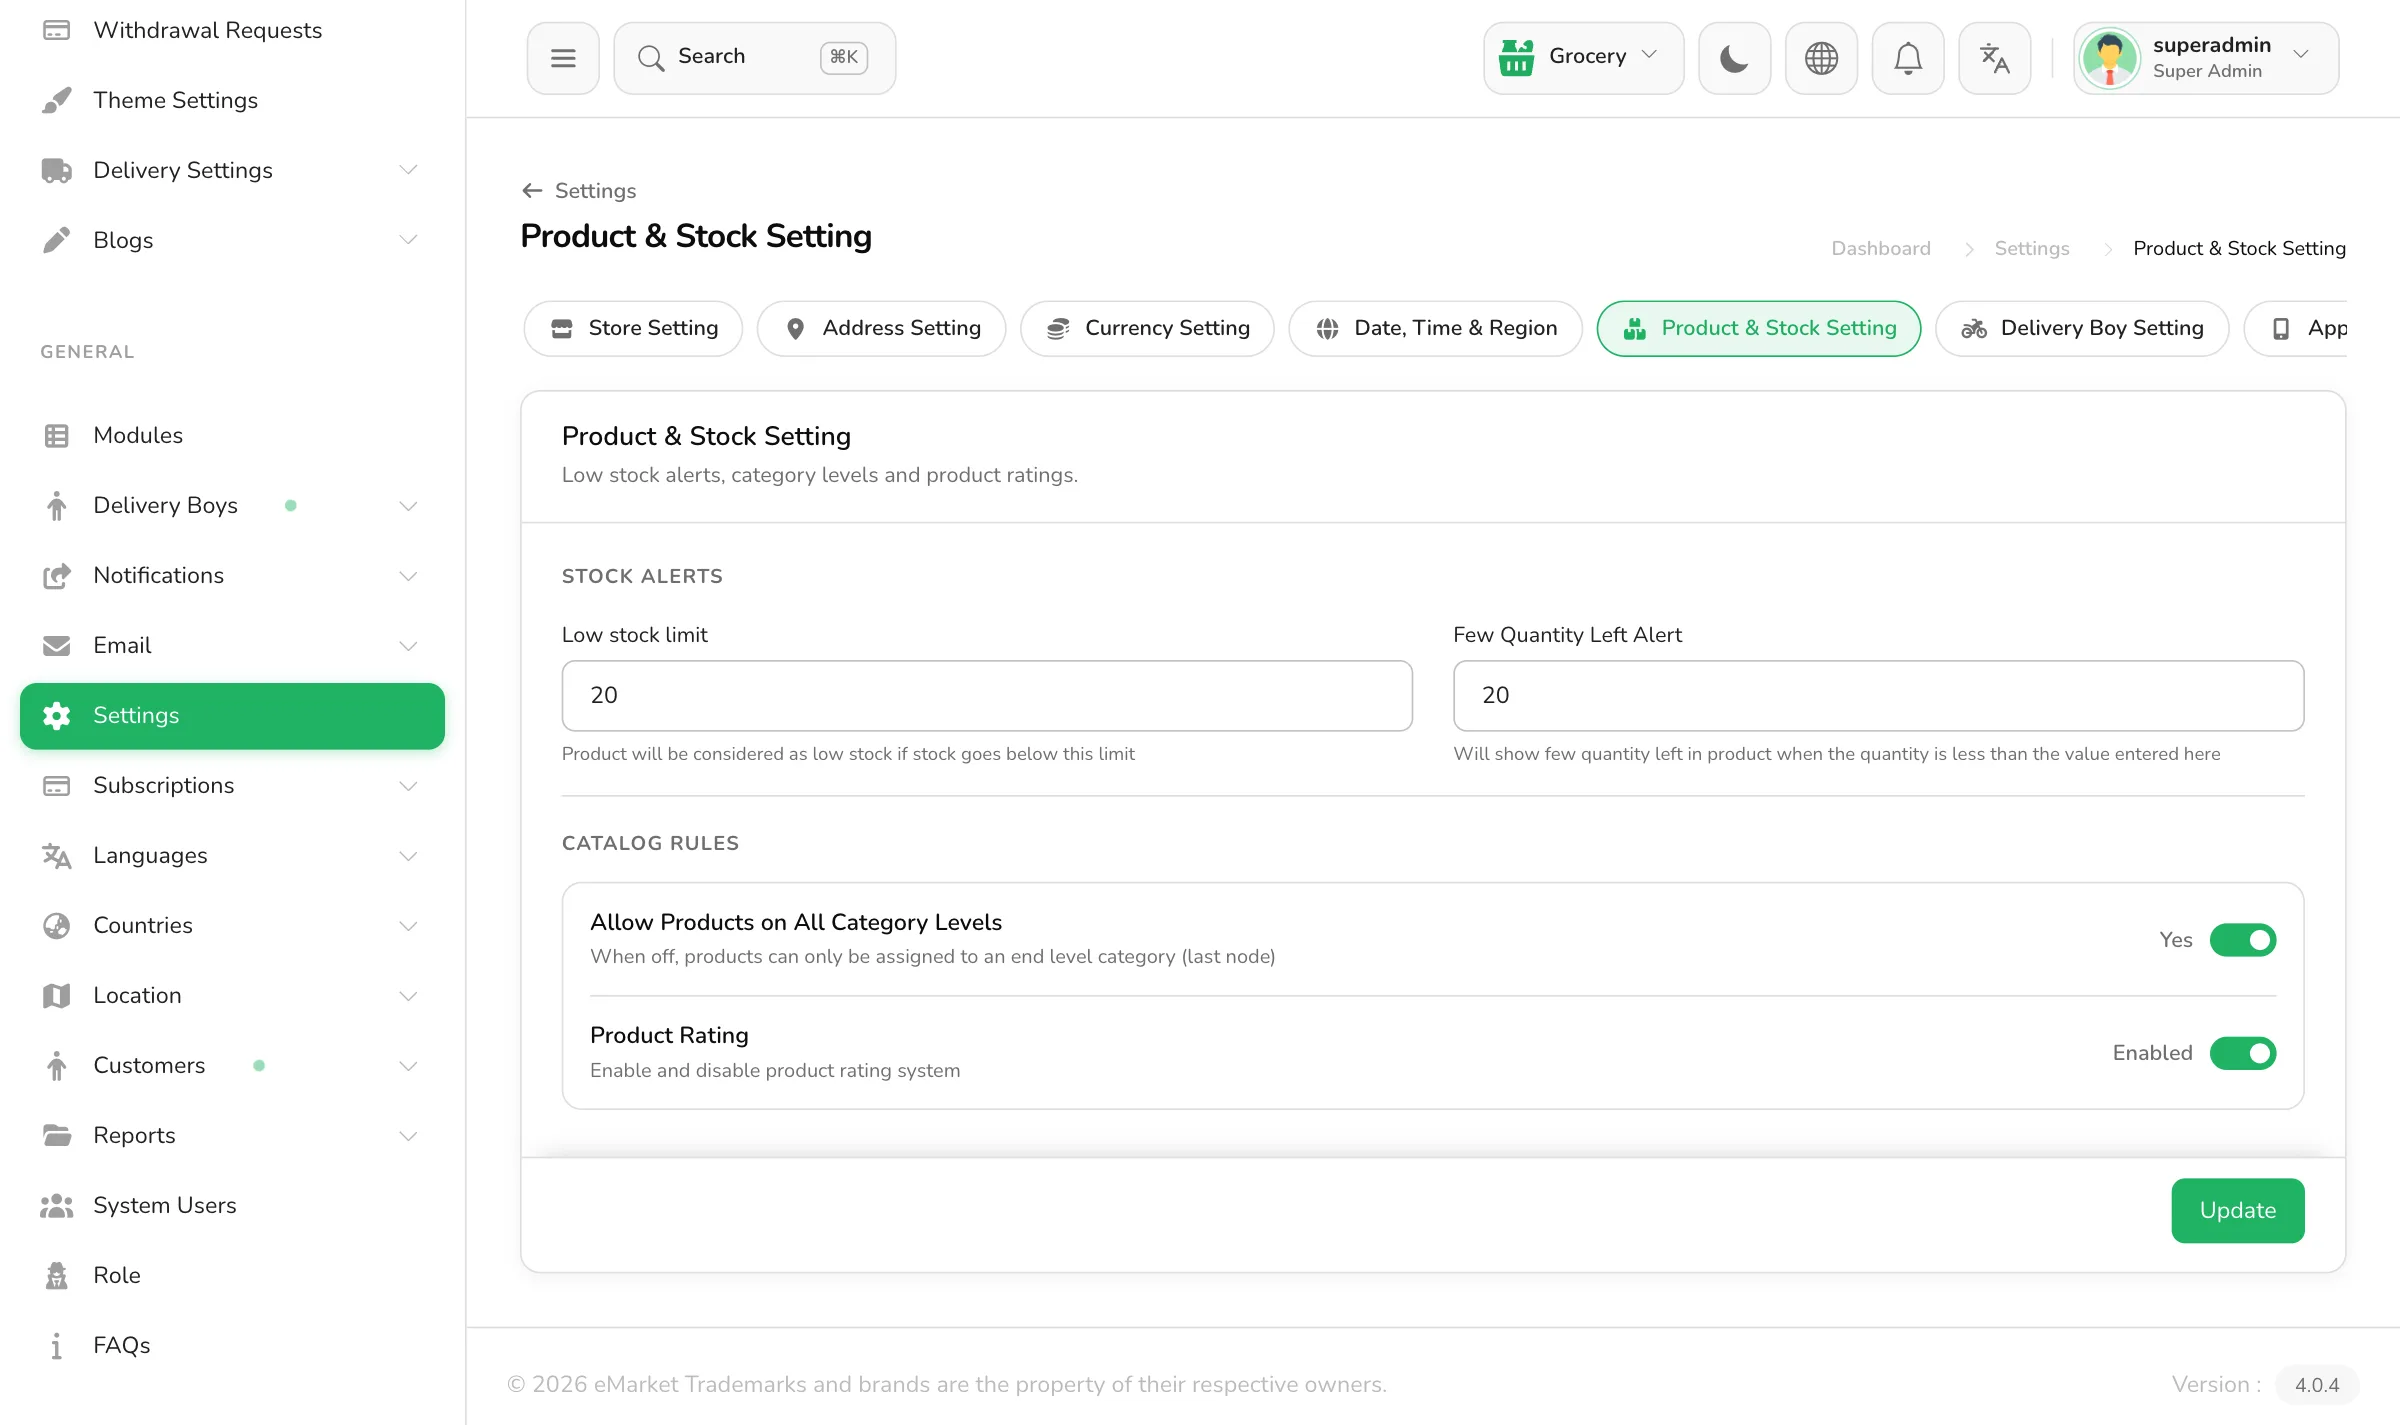 Withdrawal Requests
Theme Settings
Delivery Settings
Blogs
GENERAL
Modules
Delivery Boys
Notifications
Email
Settings
Subscriptions
Languages
Countries
Location
Customers
Reports
System Users
Role
FAQs
Search ⌘K
Grocery
superadmin
Super Admin
Settings
Product & Stock Setting
Dashboard Settings Product & Stock Setting
Store Setting Address Setting Currency Setting Date, Time & Region Product & Stock Setting Delivery Boy Setting App
Product & Stock Setting
Low stock alerts, category levels and product ratings.
STOCK ALERTS
Low stock limit Few Quantity Left Alert
20 20
Product will be considered as low stock if stock goes below this limit Will show few quantity left in product when the quantity is less than the value entered here
CATALOG RULES
Allow Products on All Category Levels
When off, products can only be assigned to an end level category (last node)
Yes
Product Rating
Enable and disable product rating system
Enabled
Update
© 2026 eMarket Trademarks and brands are the property of their respective owners.
Version : 4.0.4